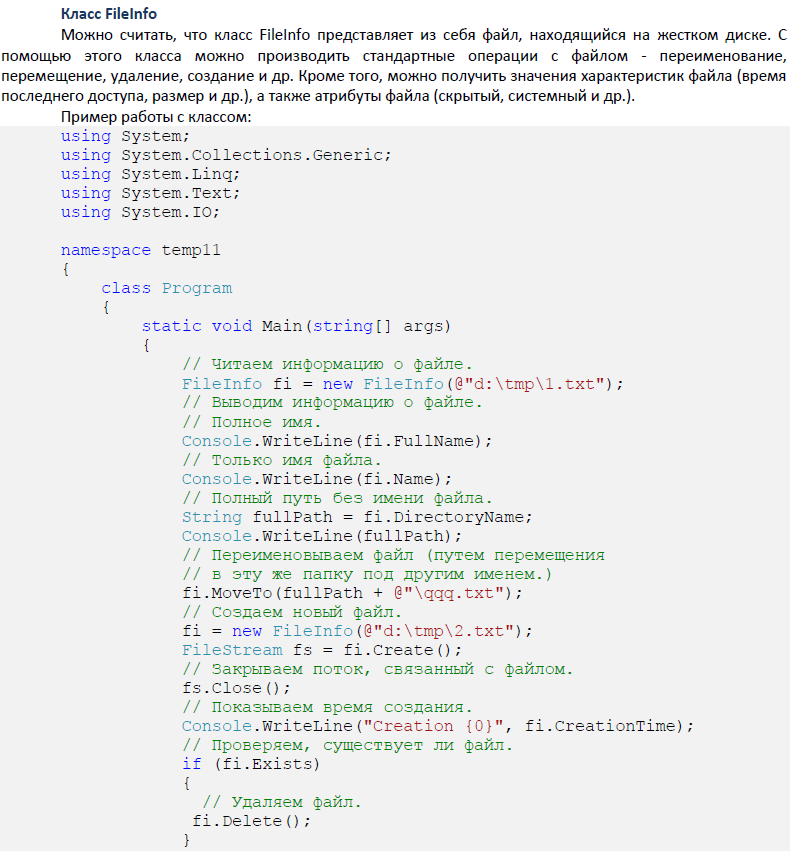 Класс FileInfo
Можно считать, что класс FileInfo представляет из себя файл, находящийся на жестком диске. С
помощью этого класса можно производить стандартные операции с файлом - переименование,
перемещение, удаление, создание и др. Кроме того, можно получить значения характеристик файла (время
последнего доступа, размер и др.), а также атрибуты файла (скрытый, системный и др.).
Пример работы с классом:
using System;
using System.Collections.Generic;
using System.Linq;
using System.Text;
using System.IO;

namespace temp11
{
    class Program
    {
        static void Main(string[] args)
        {
            // Читаем информацию о файле.
            FileInfo fi = new FileInfo(@"d:\tmp\1.txt");
            // Выводим информацию о файле.
            // Полное имя.
            Console.WriteLine(fi.FullName);
            // Только имя файла.
            Console.WriteLine(fi.Name);
            // Полный путь без имени файла.
            String fullPath = fi.DirectoryName;
            Console.WriteLine(fullPath);
            // Переименовываем файл (путем перемещения
            // в эту же папку под другим именем.)
            fi.MoveTo(fullPath + @"\qqq.txt");
            // Создаем новый файл.
            fi = new FileInfo(@"d:\tmp\2.txt");
            FileStream fs = fi.Create();
            // Закрываем поток, связанный с файлом.
            fs.Close();
            // Показываем время создания.
            Console.WriteLine("Creation {0}", fi.CreationTime);
            // Проверяем, существует ли файл.
            if (fi.Exists)
            {
              // Удаляем файл.
             fi.Delete();
            }